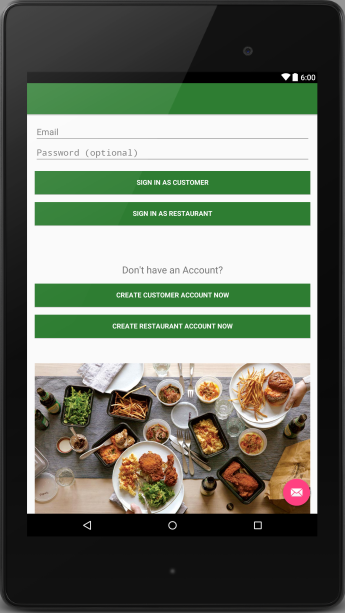 6:00
Email
Password (optional)
SIGN IN AS CUSTOMER
SIGN IN AS RESTAURANT
Don't have an Account?
CREATE CUSTOMER ACCOUNT NOW
CREATE RESTAURANT ACCOUNT NOW